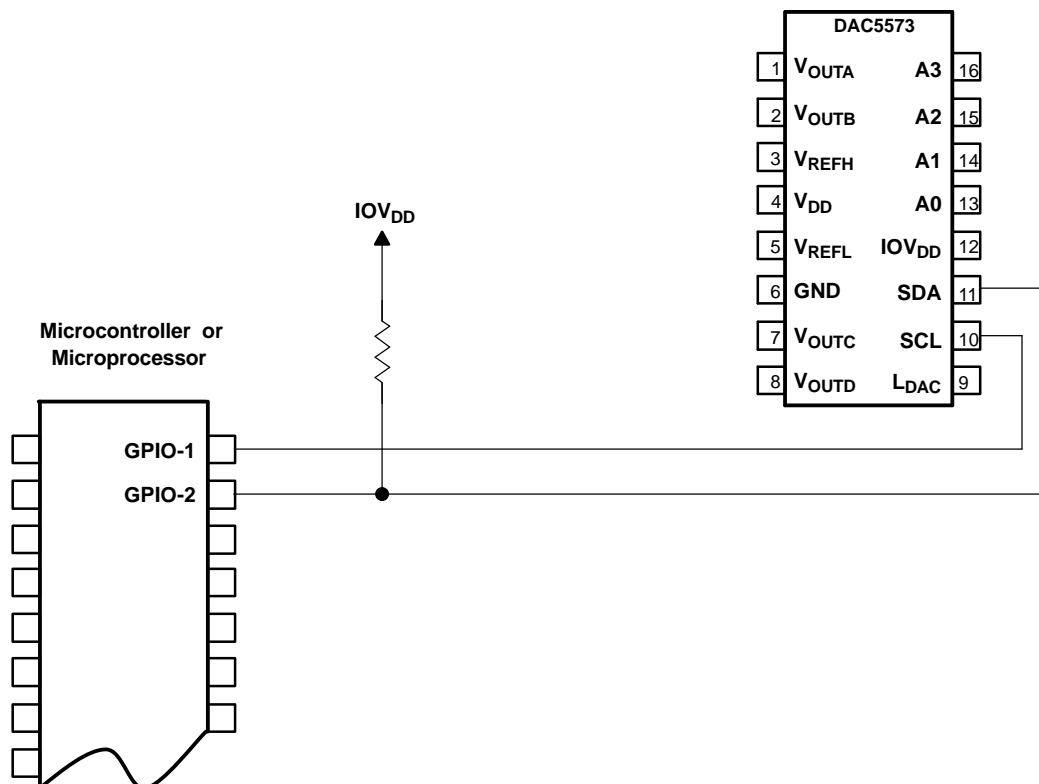 DAC5573
1 VOUTA A3 16
2 VOUTB A2 15
3 VREFH A1 14
4 VDD A0 13
5 VREFL IOVDD 12
6 GND SDA 11
7 VOUTC SCL 10
8 VOUTD LDAC 9
IOVDD
Microcontroller or
Microprocessor
GPIO-1
GPIO-2